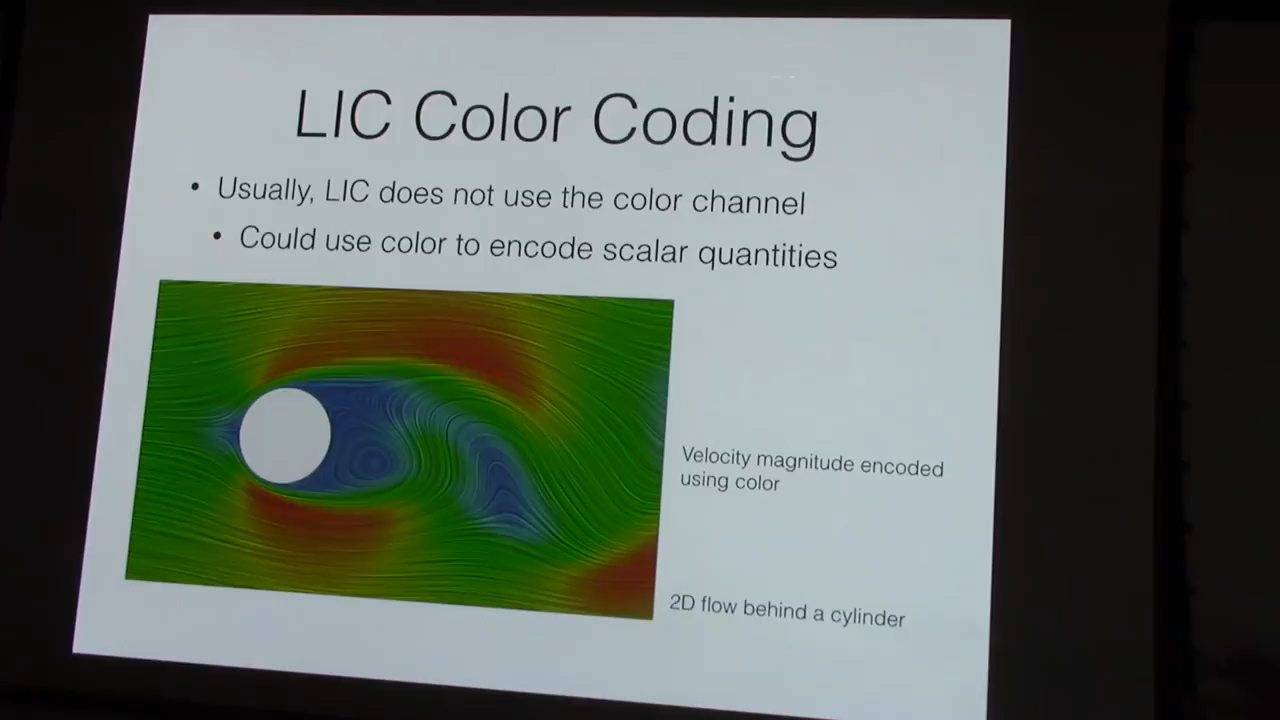 LIC Color Coding
• Usually, LIC does not use the color channel
• Could use color to encode scalar quantities
Velocity magnitude encoded
using color
2D flow behind a cylinder